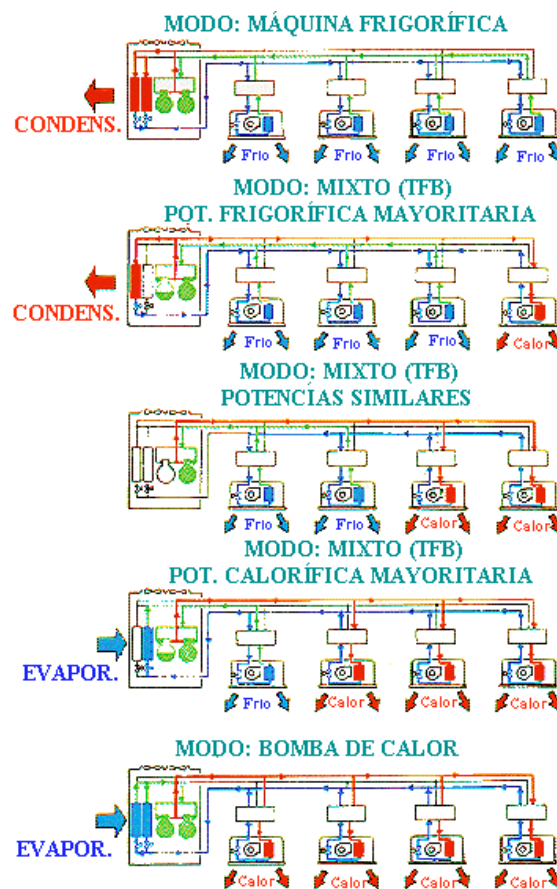 MODO: MÁQUINA FRIGORÍFICA
CONDENS.
Frio Frio Frio Frio
MODO: MIXTO (TFB)
POT. FRIGORÍFICA MAYORITARIA
CONDENS.
Frio Frio Frio Calor
MODO: MIXTO (TFB)
POTENCÍAS SIMILARES
Frio Frio Calor Calor
MODO: MIXTO (TFB)
POT. CALORÍFICA MAYORITARIA
EVAPOR.
Frio Calor Calor Calor
MODO: BOMBA DE CALOR
EVAPOR.
Calor Calor Calor Calor